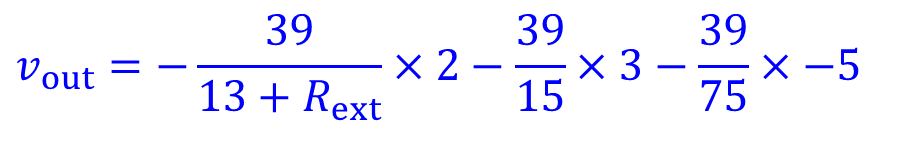 v_out = − 39/(13 + R_ext) × 2 − 39/15 × 3 − 39/75 × −5